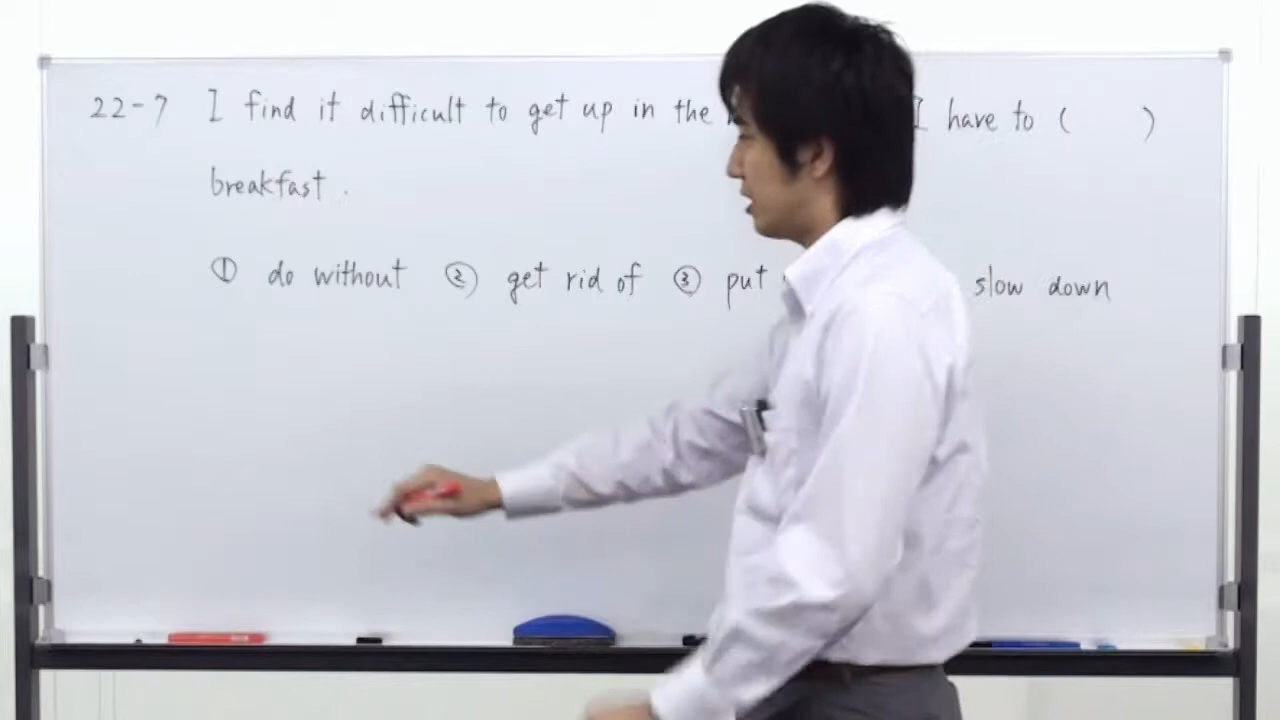 22-7 I find it difficult to get up in the I have to ( )
breakfast.
① do without ② get rid of ③ put slow down